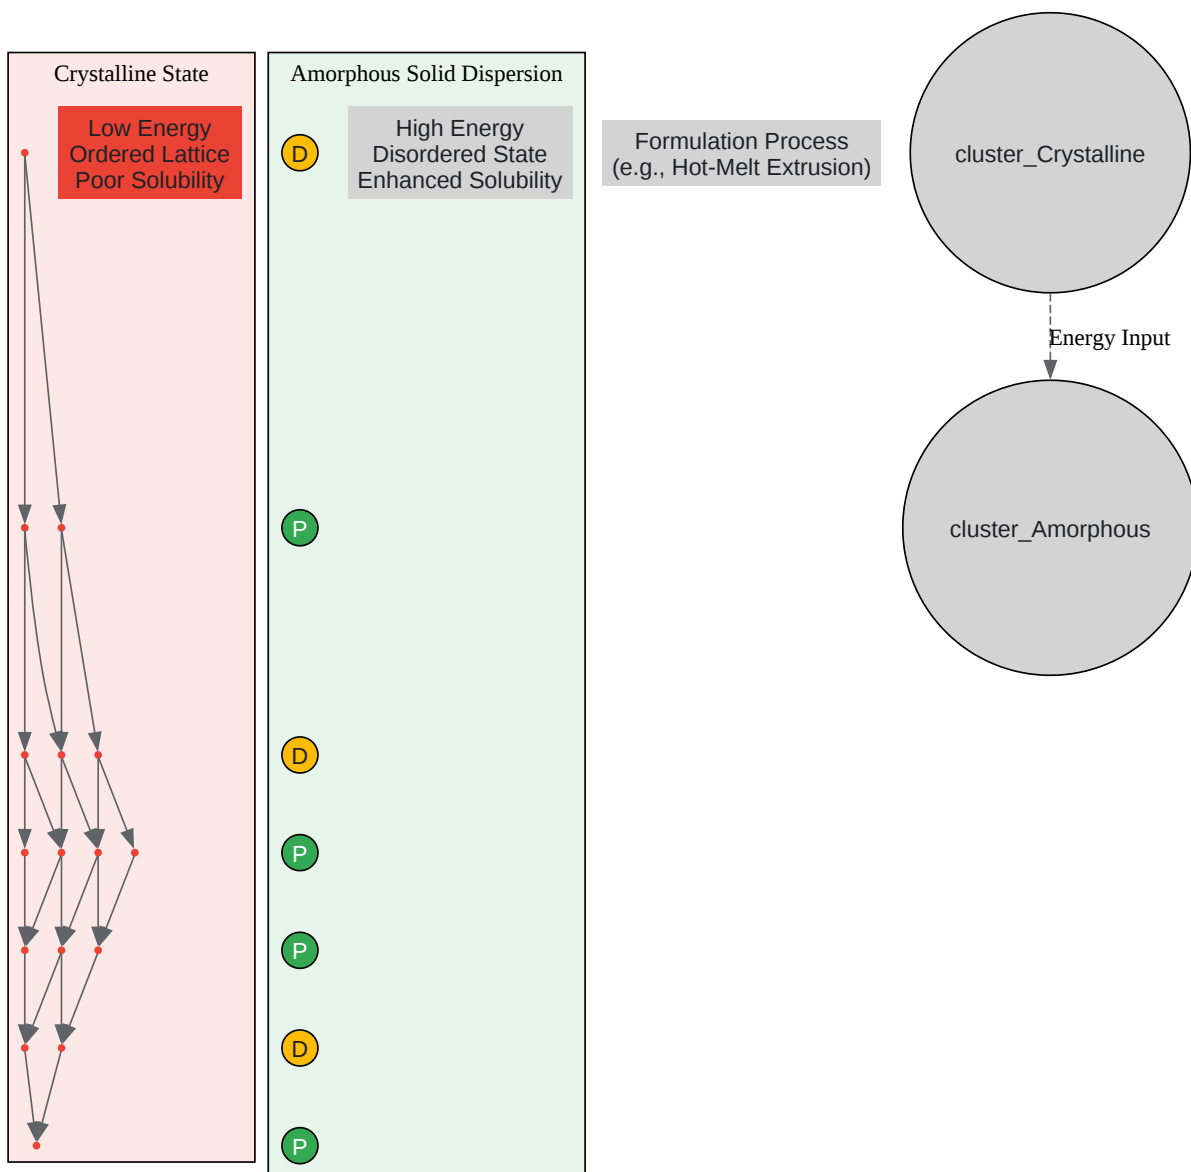 Crystalline State
Low Energy
Ordered Lattice
Poor Solubility
Amorphous Solid Dispersion
D
High Energy
Disordered State
Enhanced Solubility
P
D
P
P
D
P
Formulation Process
(e.g., Hot-Melt Extrusion)
cluster_Crystalline
Energy Input
cluster_Amorphous